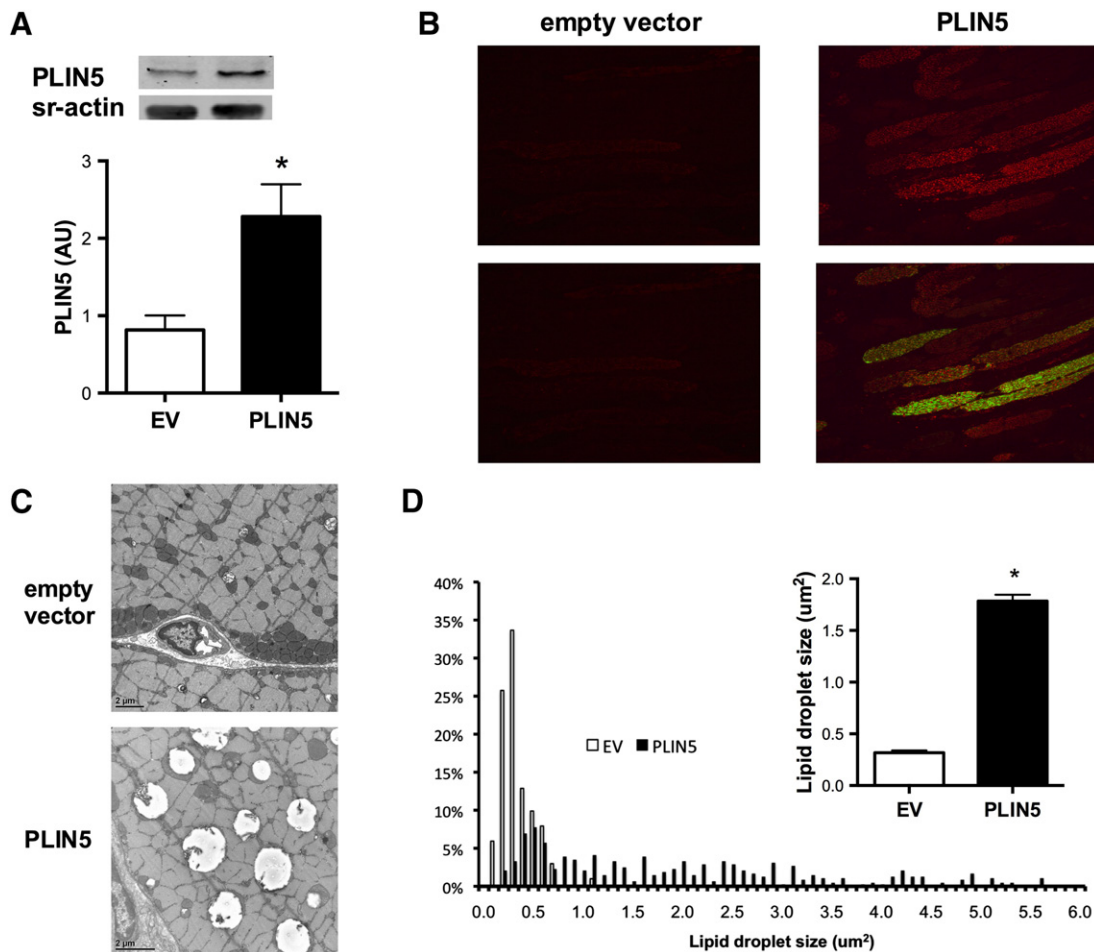 A
PLIN5
sr-actin
3
2
1
0
PLIN5 (AU)
*
EV
PLIN5
B
empty vector
PLIN5
C
empty
vector
2 µm
PLIN5
2 µm
D
40%
35%
30%
25%
20%
15%
10%
5%
0%
EV PLIN5
0.0 0.5 1.0 1.5 2.0 2.5 3.0 3.5 4.0 4.5 5.0 5.5 6.0
Lipid droplet size (um²)
Lipid droplet size (um²)
2.0
1.5
1.0
0.5
0.0
*
EV
PLIN5